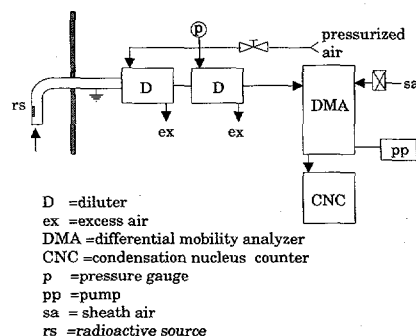 p
pressurized
air
rs
D
D
ex
ex
DMA
sa
pp
CNC
D =diluter
ex =excess air
DMA =differential mobility analyzer
CNC =condensation nucleus counter
p =pressure gauge
pp =pump
sa =sheath air
rs =radioactive source